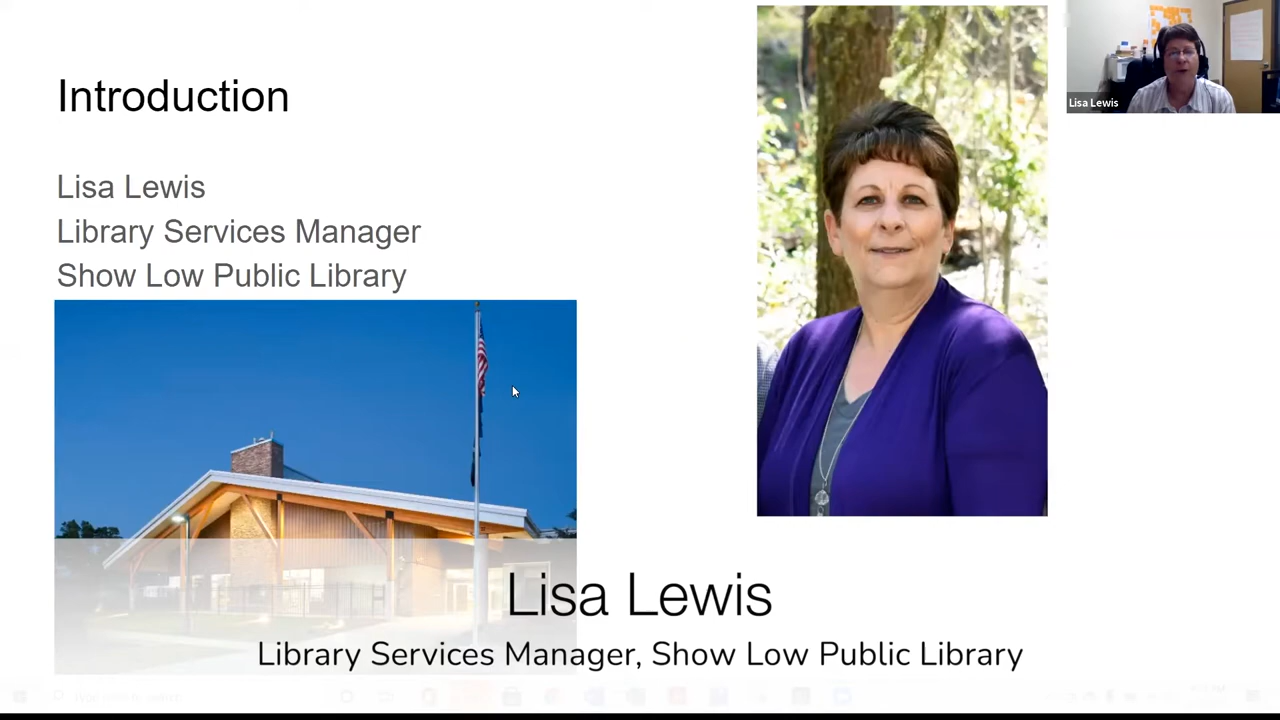 Introduction
Lisa Lewis
Library Services Manager
Show Low Public Library
Lisa Lewis
Lisa Lewis
Library Services Manager, Show Low Public Library